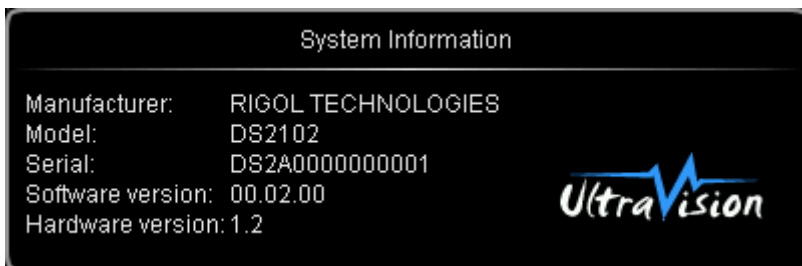 System Information
Manufacturer: RIGOL TECHNOLOGIES
Model: DS2102
Serial: DS2A0000000001
Software version: 00.02.00
Hardware version: 1.2
UltraVision